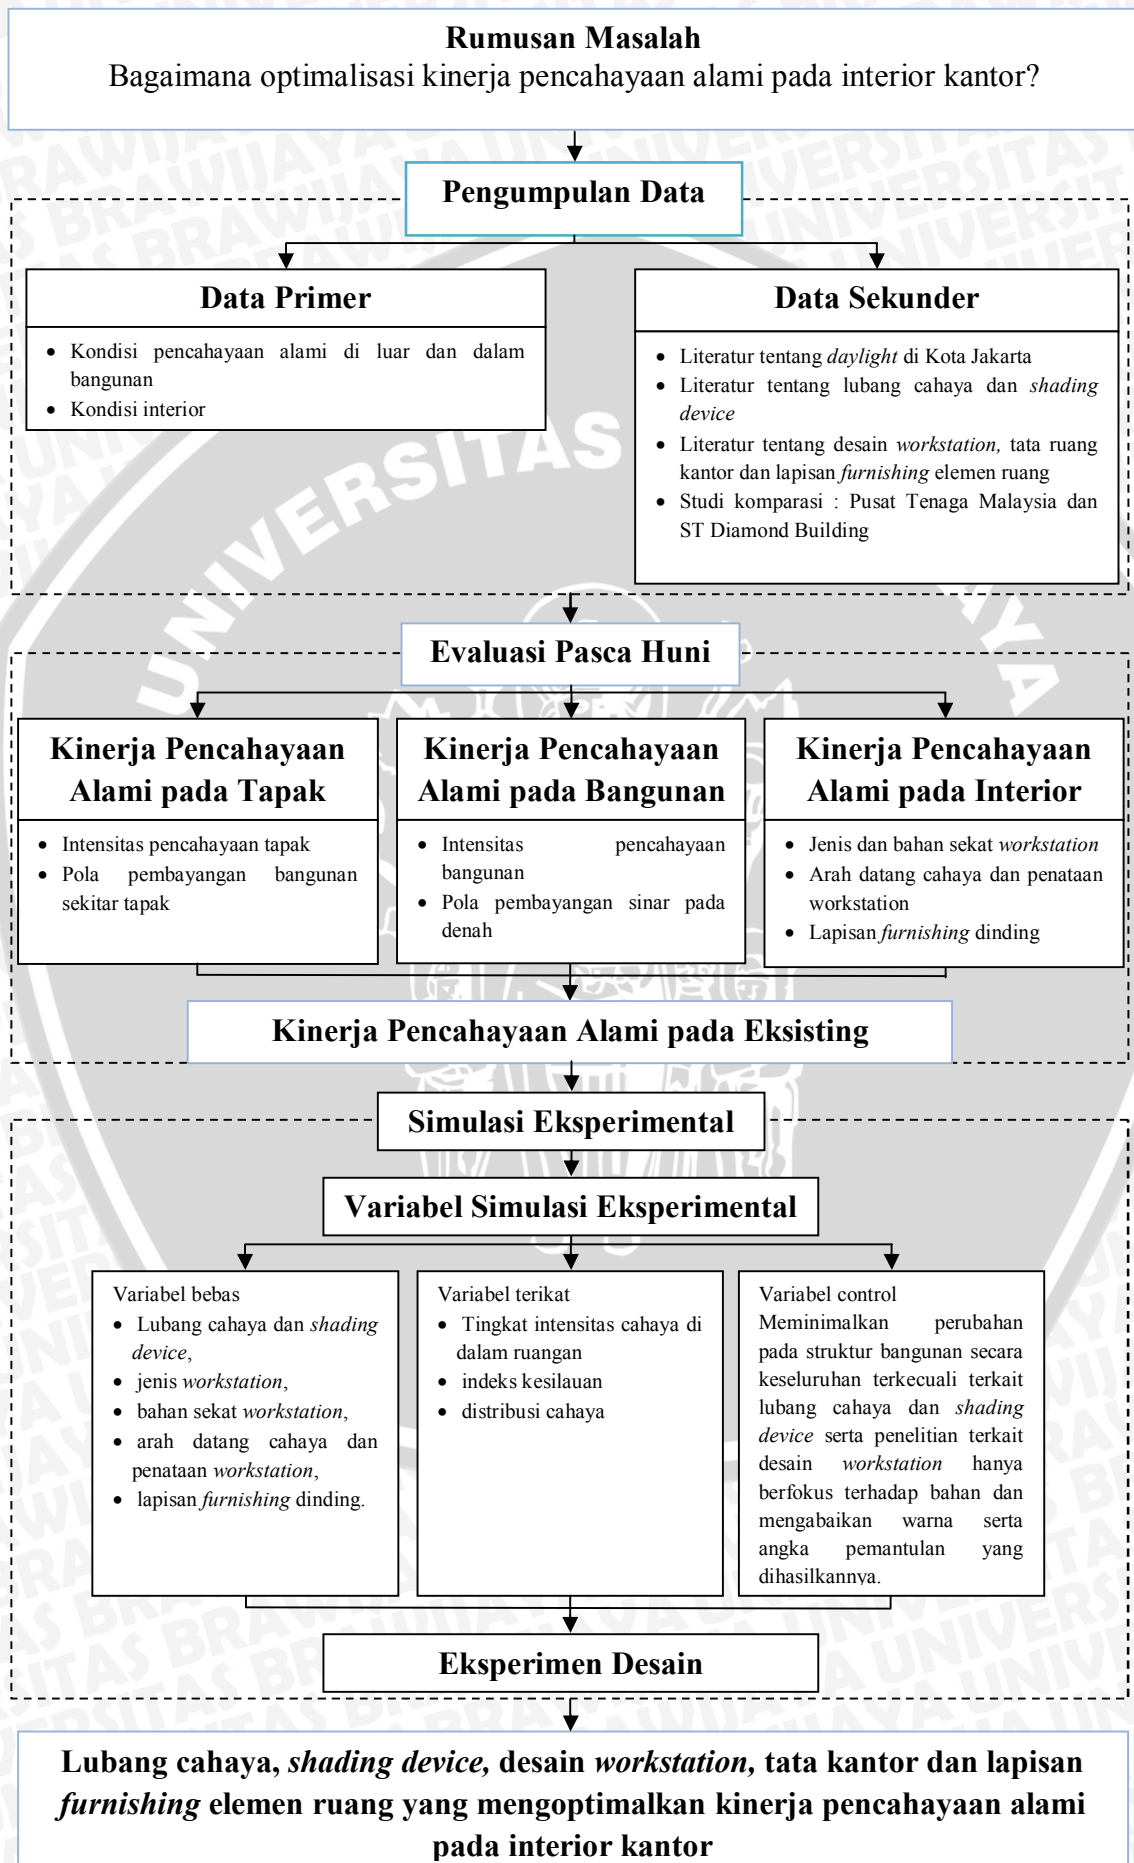 Rumusan Masalah
Bagaimana optimalisasi kinerja pencahayaan alami pada interior kantor?
Pengumpulan Data
Data Primer
• Kondisi pencahayaan alami di luar dan dalam
bangunan
• Kondisi interior
Data Sekunder
• Literatur tentang daylight di Kota Jakarta
• Literatur tentang lubang cahaya dan shading
device
• Literatur tentang desain workstation, tata ruang
kantor dan lapisan furnishing elemen ruang
• Studi komparasi : Pusat Tenaga Malaysia dan
ST Diamond Building
UNIVERSITAS
Evaluasi Pasca Huni
Kinerja Pencahayaan
Alami pada Tapak
• Intensitas pencahayaan tapak
• Pola pembayangan bangunan
sekitar tapak
Kinerja Pencahayaan
Alami pada Bangunan
• Intensitas pencahayaan
bangunan
• Pola pembayangan sinar pada
denah
Kinerja Pencahayaan
Alami pada Interior
• Jenis dan bahan sekat workstation
• Arah datang cahaya dan penataan
workstation
• Lapisan furnishing dinding
Kinerja Pencahayaan Alami pada Eksisting
Simulasi Eksperimental
Variabel Simulasi Eksperimental
Variabel bebas
• Lubang cahaya dan shading
device,
• jenis workstation,
• bahan sekat workstation,
• arah datang cahaya dan
penataan workstation,
• lapisan furnishing dinding.
Variabel terikat
• Tingkat intensitas cahaya di
dalam ruangan
• indeks kesilauan
• distribusi cahaya
Variabel control
Meminimalkan perubahan
pada struktur bangunan secara
keseluruhan terkecuali terkait
lubang cahaya dan shading
device serta penelitian terkait
desain workstation hanya
berfokus terhadap bahan dan
mengabaikan warna serta
angka pemantulan yang
dihasilkannya.
Eksperimen Desain
Lubang cahaya, shading device, desain workstation, tata kantor dan lapisan
furnishing elemen ruang yang mengoptimalkan kinerja pencahayaan alami
pada interior kantor